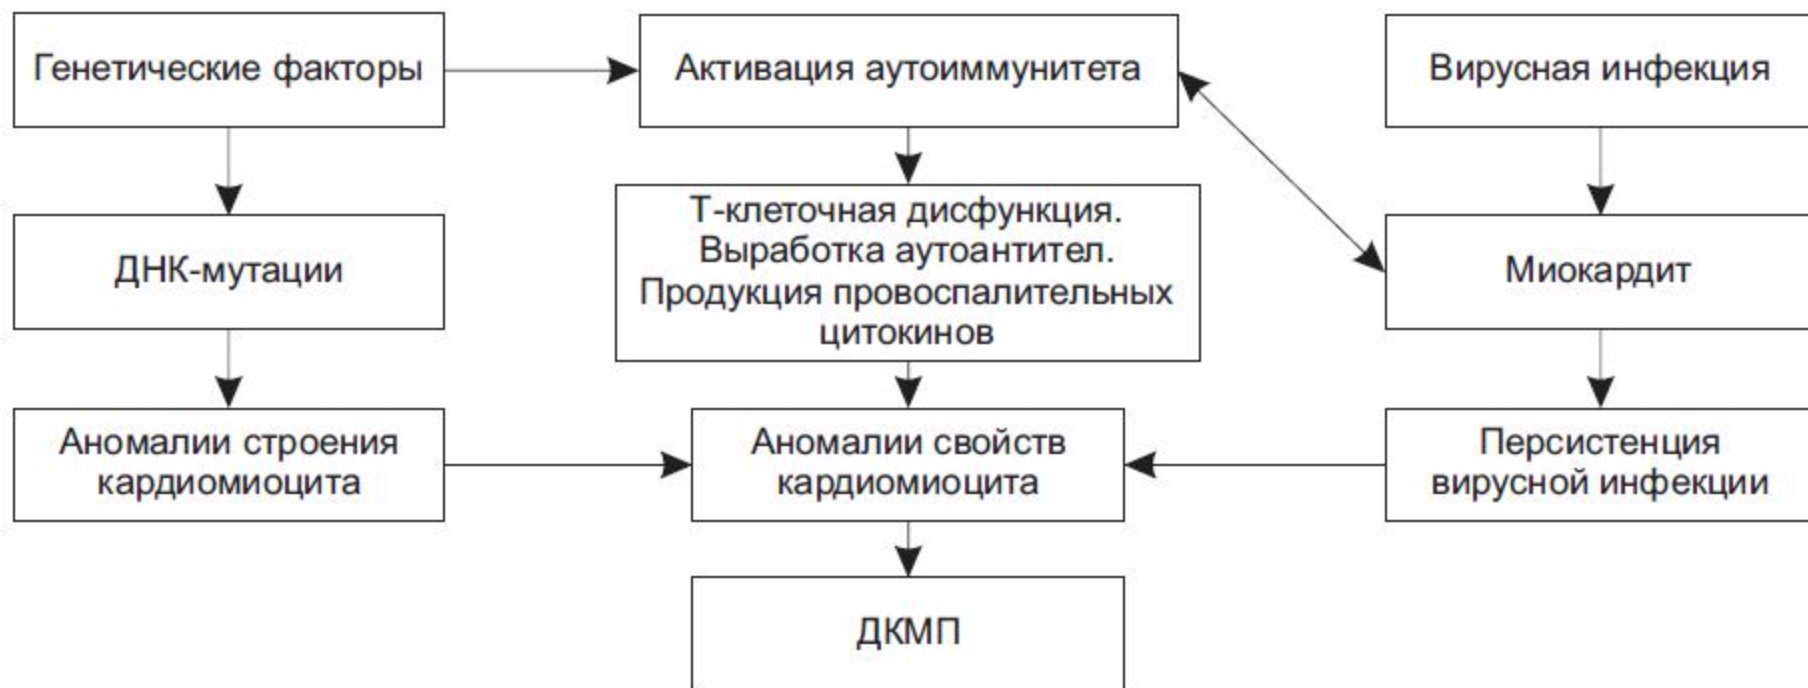 Генетические факторы
Активация аутоиммунитета
Вирусная инфекция
ДНК-мутации
Т-клеточная дисфункция.
Выработка аутоантител.
Продукция провоспалительных
цитокинов
Миокардит
Аномалии строения
кардиомиоцита
Аномалии свойств
кардиомиоцита
Персистенция
вирусной инфекции
ДКМП